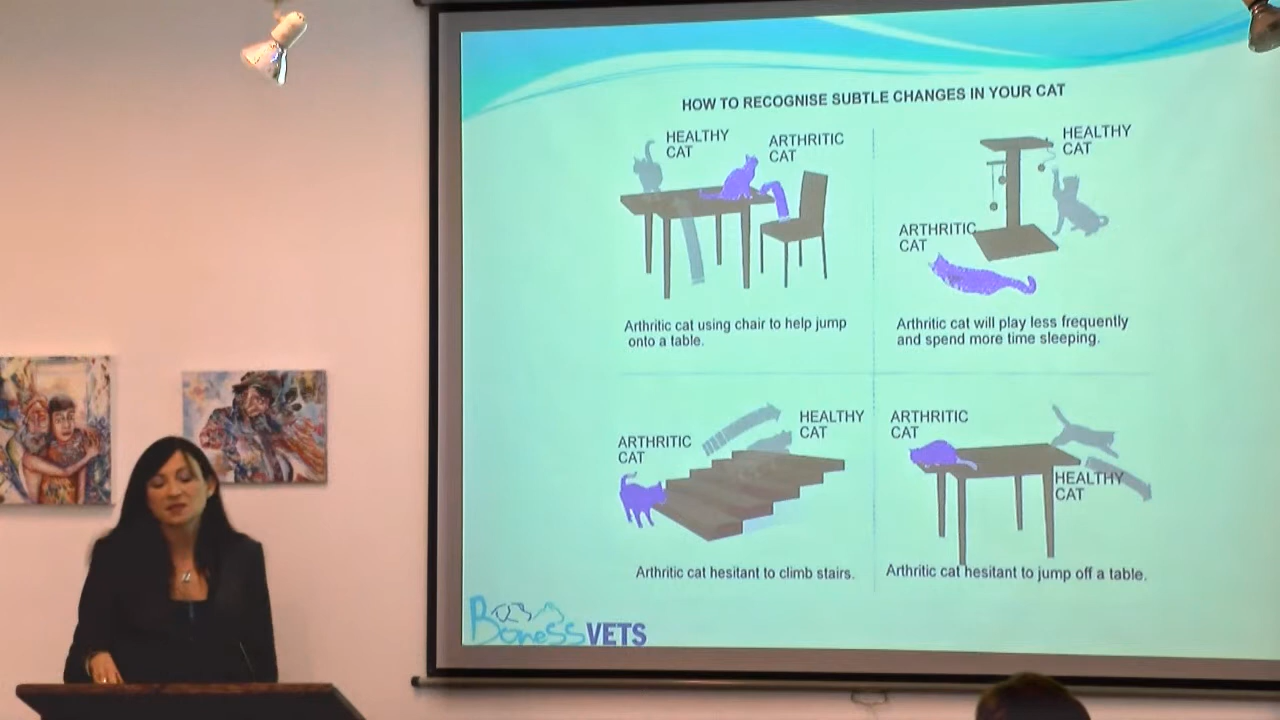 HOW TO RECOGNISE SUBTLE CHANGES IN YOUR CAT
HEALTHY
CAT
ARTHRITIC
CAT
Arthritic cat using chair to help jump
onto a table.
HEALTHY
CAT
ARTHRITIC
CAT
Arthritic cat will play less frequently
and spend more time sleeping.
ARTHRITIC
CAT
HEALTHY
CAT
Arthritic cat hesitant to climb stairs.
ARTHRITIC
CAT
HEALTHY
CAT
Arthritic cat hesitant to jump off a table.
Boness VETS